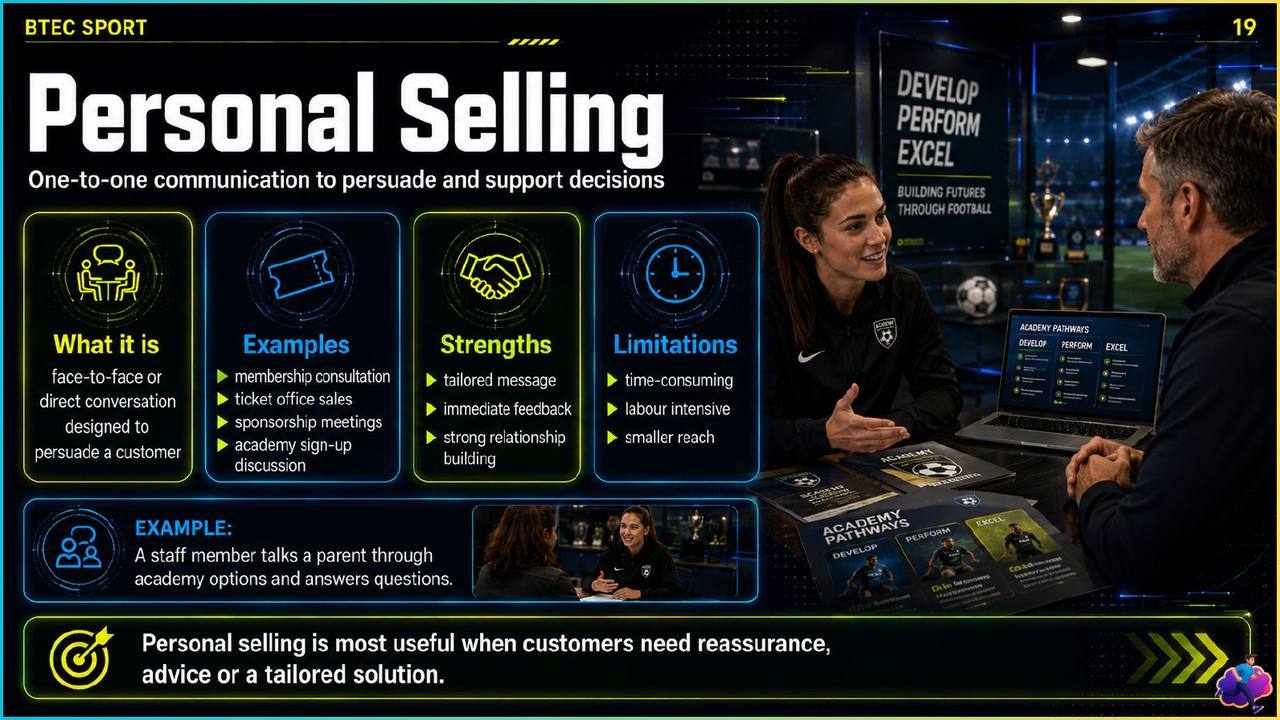 BTEC SPORT
19
Personal Selling
One-to-one communication to persuade and support decisions
What it is
face-to-face or
direct conversation
designed to
persuade a customer
Examples
membership consultation
ticket office sales
sponsorship meetings
academy sign-up
discussion
Strengths
tailored message
immediate feedback
strong relationship
building
Limitations
time-consuming
labour intensive
smaller reach
EXAMPLE:
A staff member talks a parent through
academy options and answers questions.
Personal selling is most useful when customers need reassurance,
advice or a tailored solution.
DEVELOP
PERFORM
EXCEL
BUILDING FUTURES
THROUGH FOOTBALL
ACADEMY
ACADEMY PATHWAYS
DEVELOP PERFORM EXCEL
ACADEMY
ACADEMY
PATHWAYS
DEVELOP
PERFORM
EXCEL